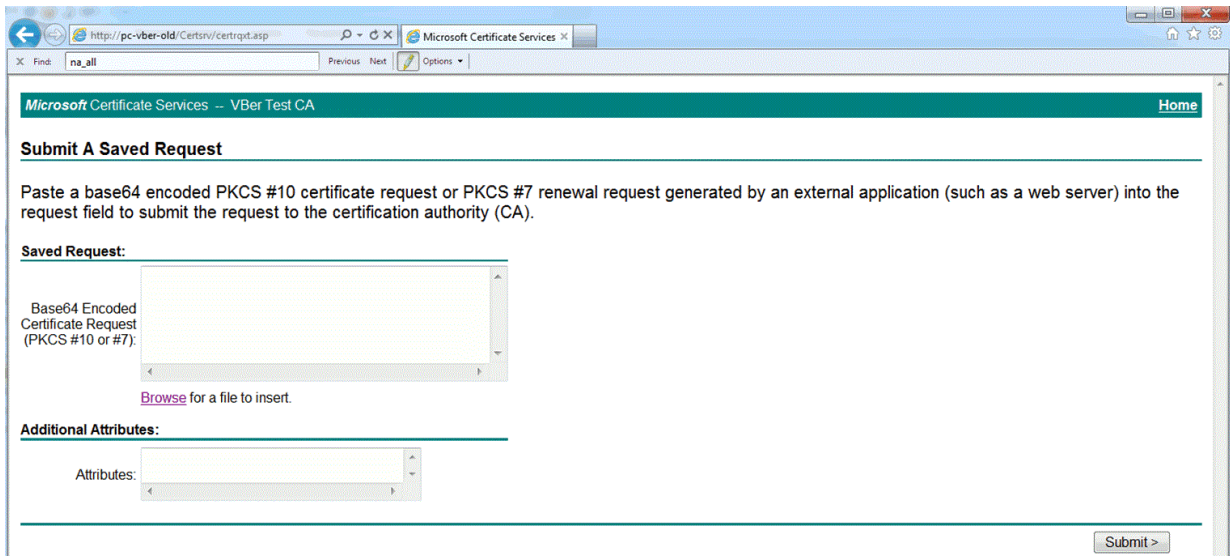 http://pc-vber-old/Certsrv/certrqxt.asp
Microsoft Certificate Services
X Find: na_all Previous Next Options
Microsoft Certificate Services -- VBer Test CA Home
Submit A Saved Request
Paste a base64 encoded PKCS #10 certificate request or PKCS #7 renewal request generated by an external application (such as a web server) into the
request field to submit the request to the certification authority (CA).
Saved Request:
Base64 Encoded
Certificate Request
(PKCS #10 or #7):
Browse for a file to insert.
Additional Attributes:
Attributes:
Submit >